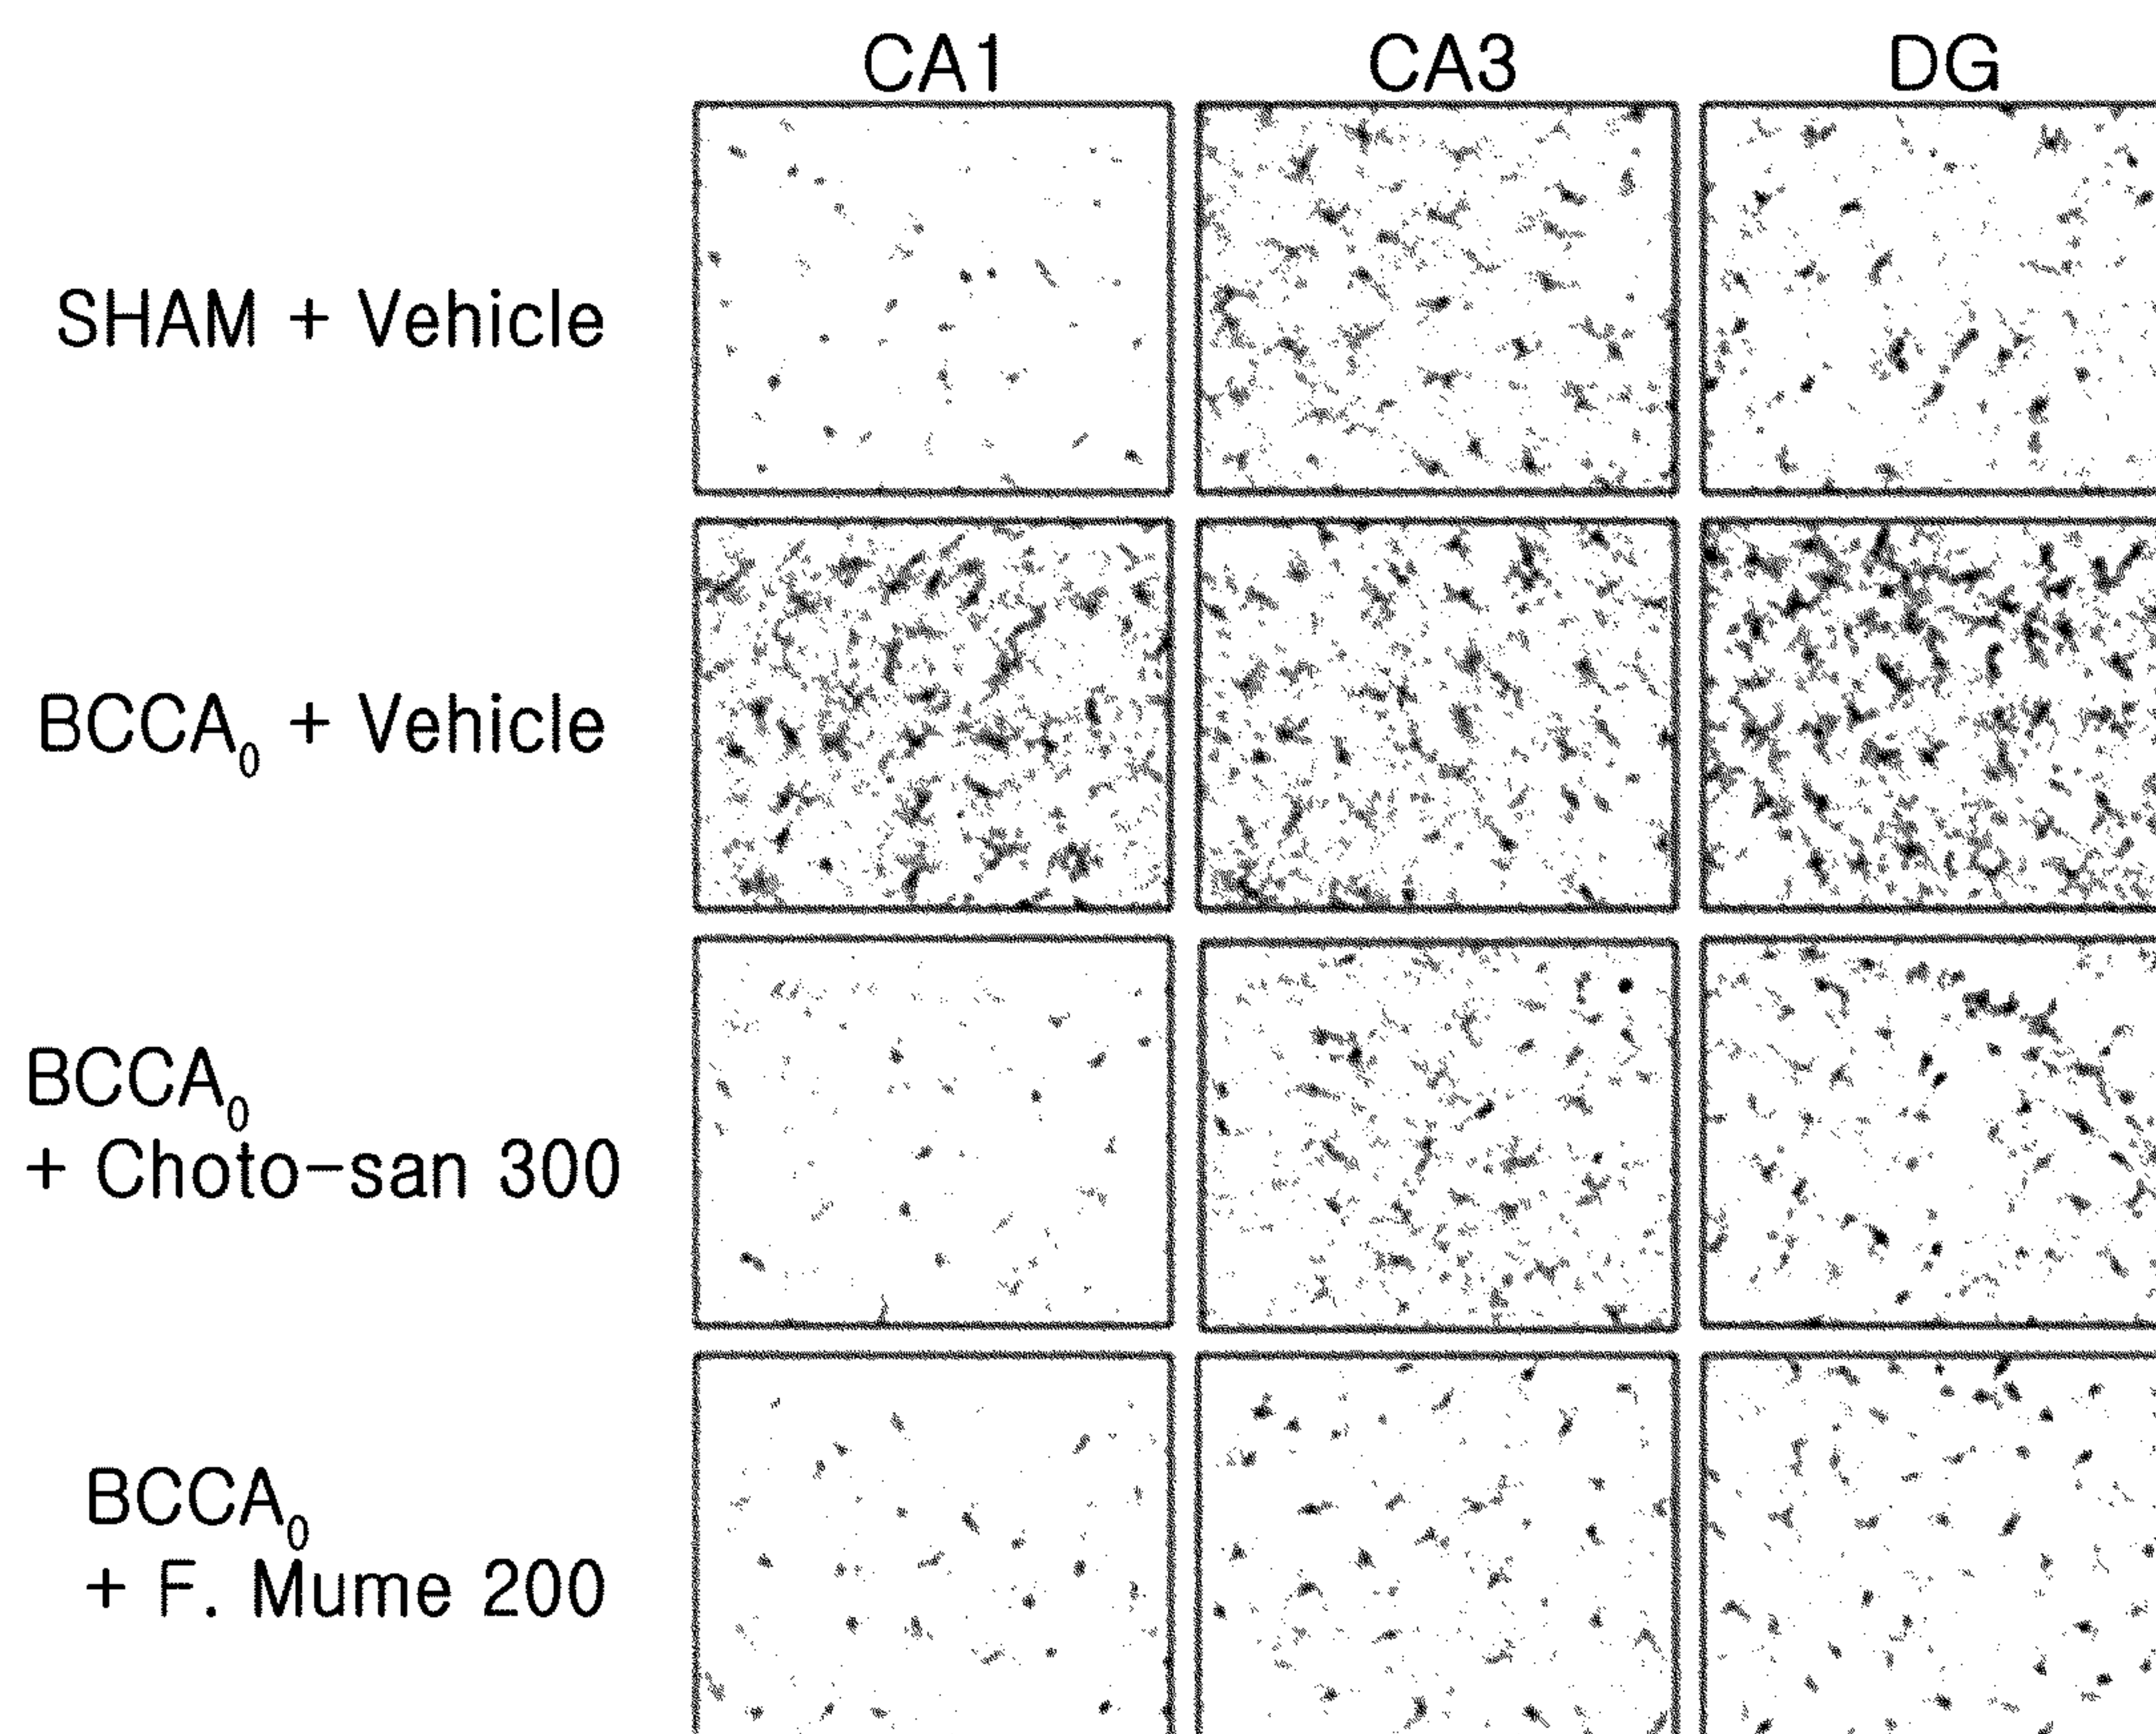 CA1 CA3 DG
SHAM + Vehicle
BCCA₀ + Vehicle
BCCA₀
+ Choto-san 300
BCCA₀
+ F. Mume 200